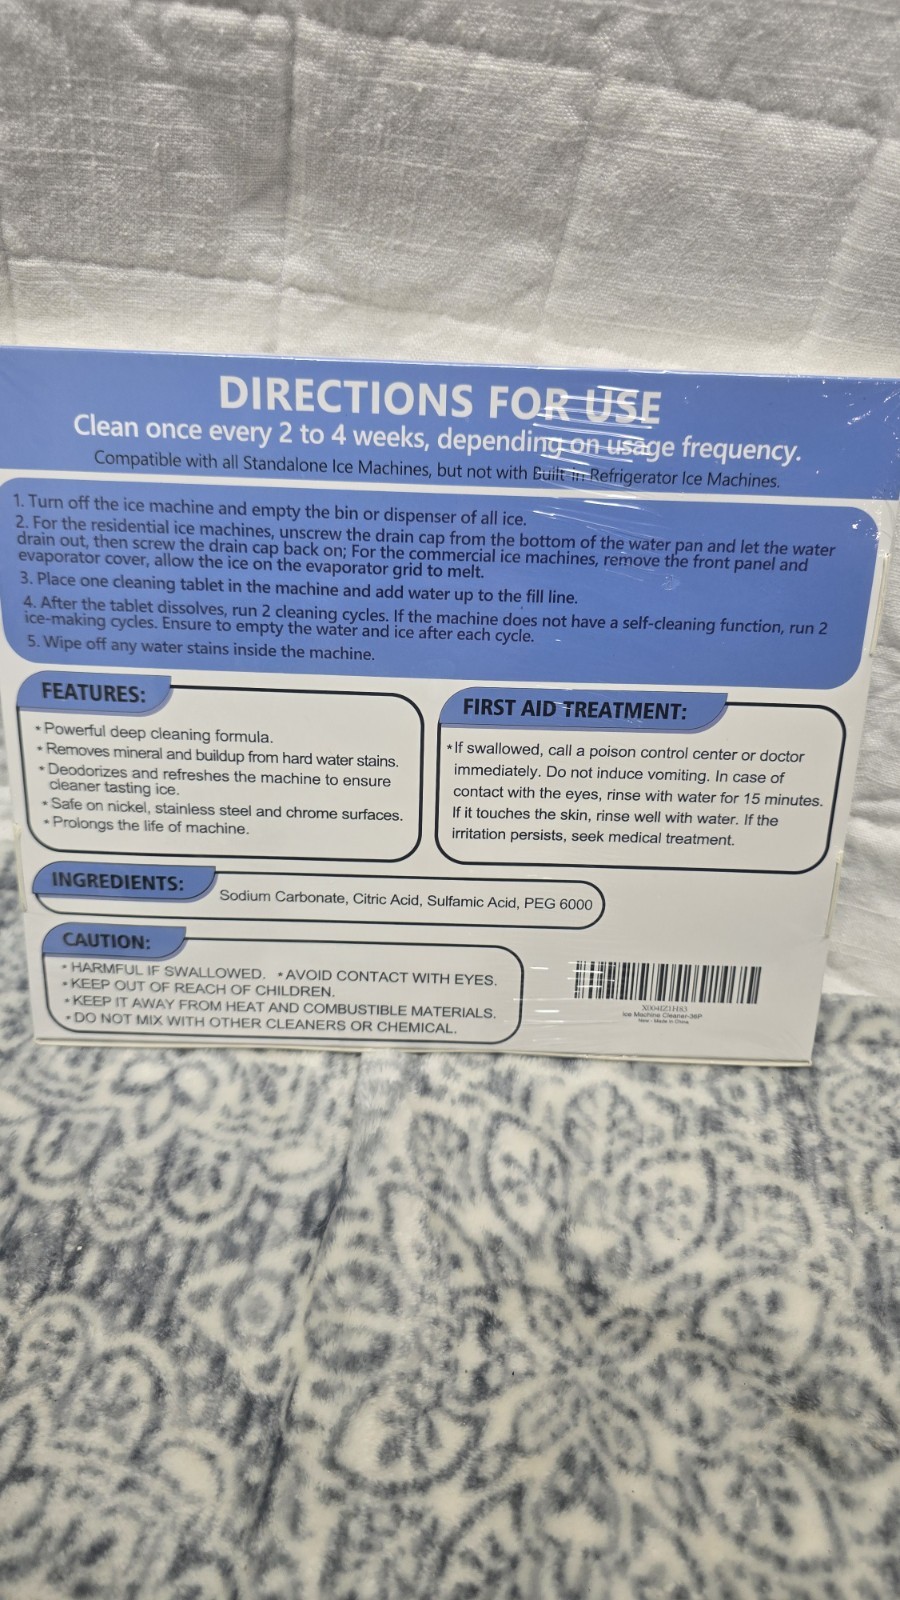 DIRECTIONS FOR USE
Clean once every 2 to 4 weeks, depending on usage frequency.
Compatible with all Standalone Ice Machines, but not with Built-in Refrigerator Ice Machines.
1. Turn off the ice machine and empty the bin or dispenser of all ice.
2. For the residential ice machines, unscrew the drain cap from the bottom of the water pan and let the water
drain out, then screw the drain cap back on; For the commercial ice machines, remove the front panel and
evaporator cover, allow the ice on the evaporator grid to melt.
3. Place one cleaning tablet in the machine and add water up to the fill line.
4. After the tablet dissolves, run 2 cleaning cycles. If the machine does not have a self-cleaning function, run 2
ice-making cycles. Ensure to empty the water and ice after each cycle.
5. Wipe off any water stains inside the machine.
FEATURES:
* Powerful deep cleaning formula.
* Removes mineral and buildup from hard water stains.
* Deodorizes and refreshes the machine to ensure
cleaner tasting ice.
* Safe on nickel, stainless steel and chrome surfaces.
* Prolongs the life of machine.
FIRST AID TREATMENT:
* If swallowed, call a poison control center or doctor
immediately. Do not induce vomiting. In case of
contact with the eyes, rinse with water for 15 minutes.
If it touches the skin, rinse well with water. If the
irritation persists, seek medical treatment.
INGREDIENTS:
Sodium Carbonate, Citric Acid, Sulfamic Acid, PEG 6000
CAUTION:
* HARMFUL IF SWALLOWED. * AVOID CONTACT WITH EYES.
* KEEP OUT OF REACH OF CHILDREN.
* KEEP IT AWAY FROM HEAT AND COMBUSTIBLE MATERIALS.
* DO NOT MIX WITH OTHER CLEANERS OR CHEMICAL.
Ice Machine Cleaner-36P
New - Made in China